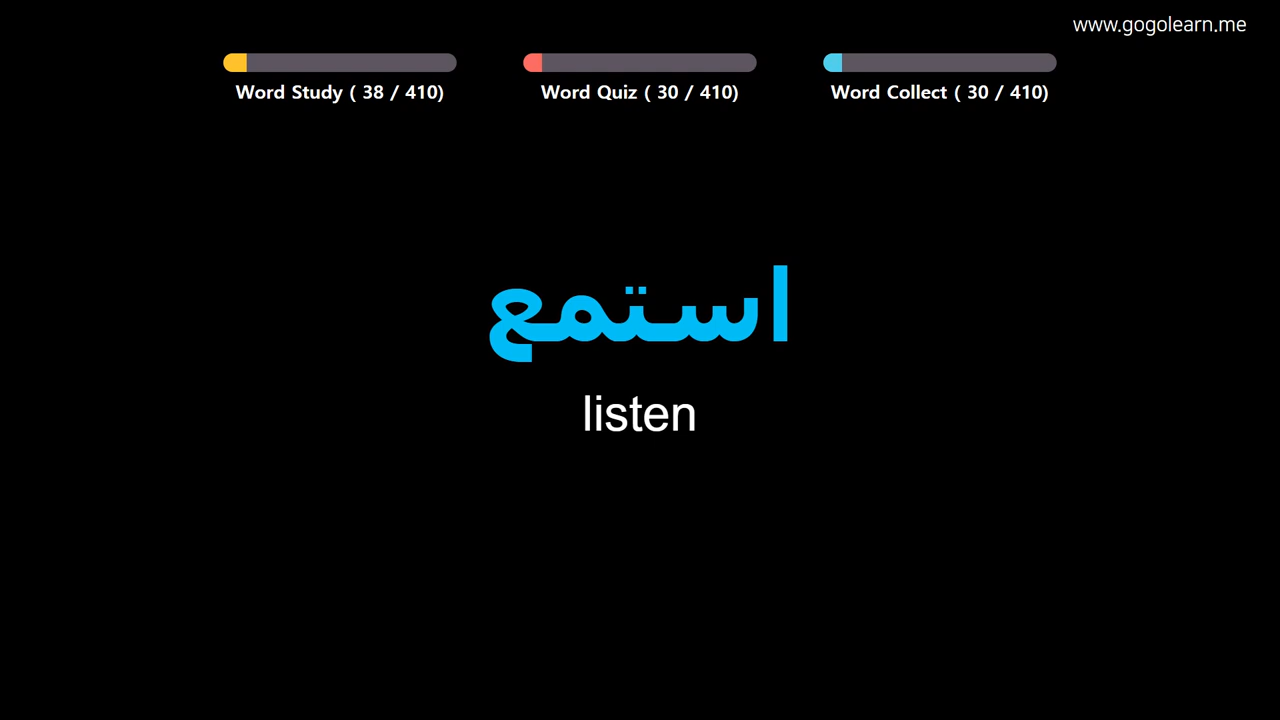 www.gogolearn.me
Word Study ( 38 / 410)
Word Quiz ( 30 / 410)
Word Collect ( 30 / 410)
استمع
listen